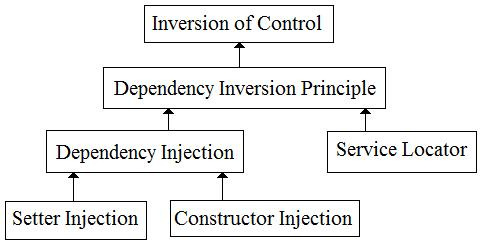 Inversion of Control
Dependency Inversion Principle
Dependency Injection
Service Locator
Setter Injection
Constructor Injection